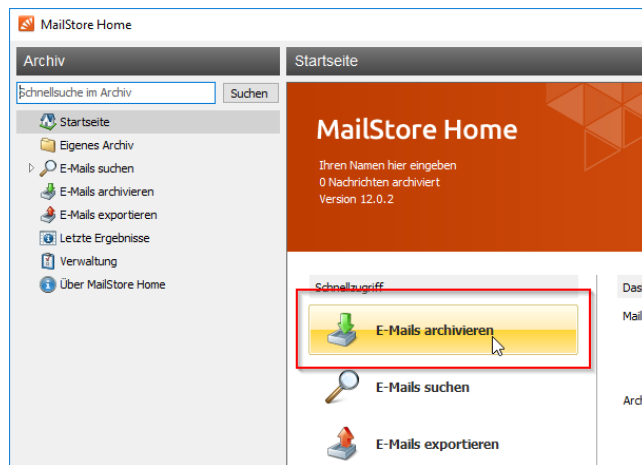 MailStore Home
Archiv
Startseite
Schnellsuche im Archiv
Suchen
Startseite
Eigenes Archiv
E-Mails suchen
E-Mails archivieren
E-Mails exportieren
Letzte Ergebnisse
Verwaltung
Über MailStore Home
MailStore Home
Ihren Namen hier eingeben
0 Nachrichten archiviert
Version 12.0.2
Schnellzugriff
E-Mails archivieren
E-Mails suchen
E-Mails exportieren
Das
Mail
Arch